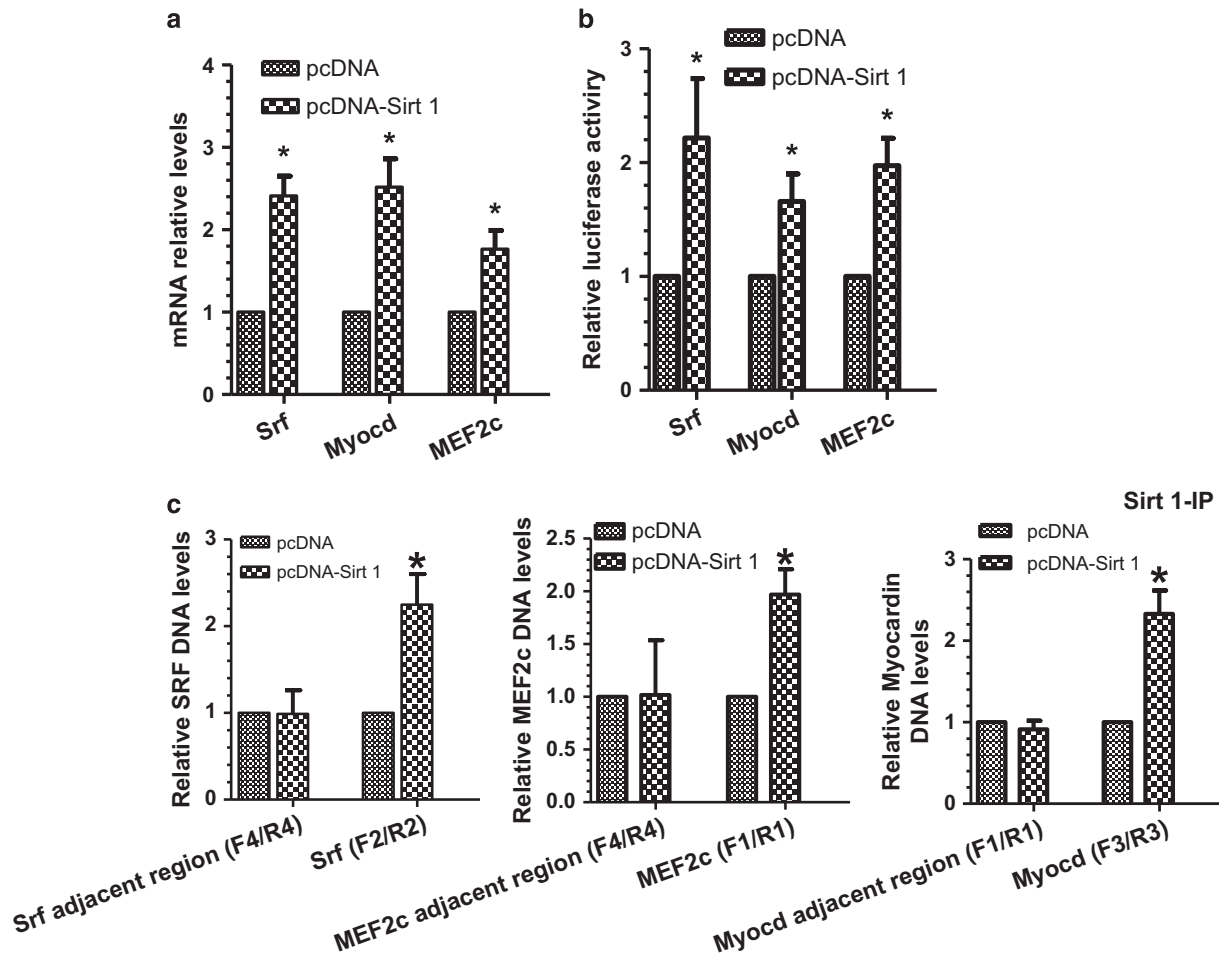 a
pcDNA
pcDNA-Sirt 1
mRNA relative levels
4
3
2
1
0
*
*
*
Srf
Myocd
MEF2c
b
pcDNA
pcDNA-Sirt 1
Relative luciferase activiry
3
2
1
0
*
*
*
Srf
Myocd
MEF2c
c
pcDNA
pcDNA-Sirt 1
Relative SRF DNA levels
3
2
1
0
*
Srf adjacent region (F4/R4)
Srf (F2/R2)
pcDNA
pcDNA-Sirt 1
Relative MEF2c DNA levels
2.5
2.0
1.5
1.0
0.5
0.0
*
MEF2c adjacent region (F4/R4)
MEF2c (F1/R1)
Sirt 1-IP
pcDNA
pcDNA-Sirt 1
Relative Myocardin
DNA levels
3
2
1
0
*
Myocd adjacent region (F1/R1)
Myocd (F3/R3)